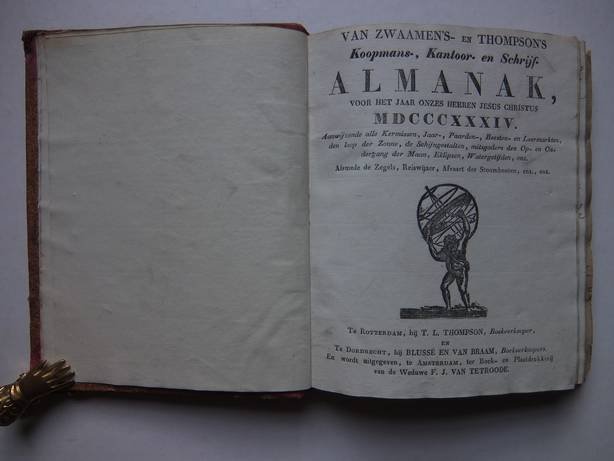 VAN ZWAAMEN'S- EN THOMPSON'S
Koopmans-, Kantoor- en Schrijf-
ALMANAK,
VOOR HET JAAR ONZES HEEREN JESUS CHRISTUS
MDCCCXXXIV.
Aanwijzende alle Kermissen, Jaar-, Paarden-, Beesten- en Leermarkten,
den loop der Zonne, de Schijngestalten, mitsgaders den Op- en On-
dergang der Maan, Eklipsen, Watergetijden, enz.
Alsmede de Zegels, Reiswijzer, Afvaart der Stoombooten, enz., enz.
Te ROTTERDAM, bij T. L. THOMPSON, Boekverkooper,
EN
Te DORDRECHT, bij BLUSSÉ EN VAN BRAAM, Boekverkoopers.
En wordt uitgegeven, te AMSTERDAM, ter Boek- en Plaatdrukkerij
van de Weduwe F. J. VAN TETROODE.